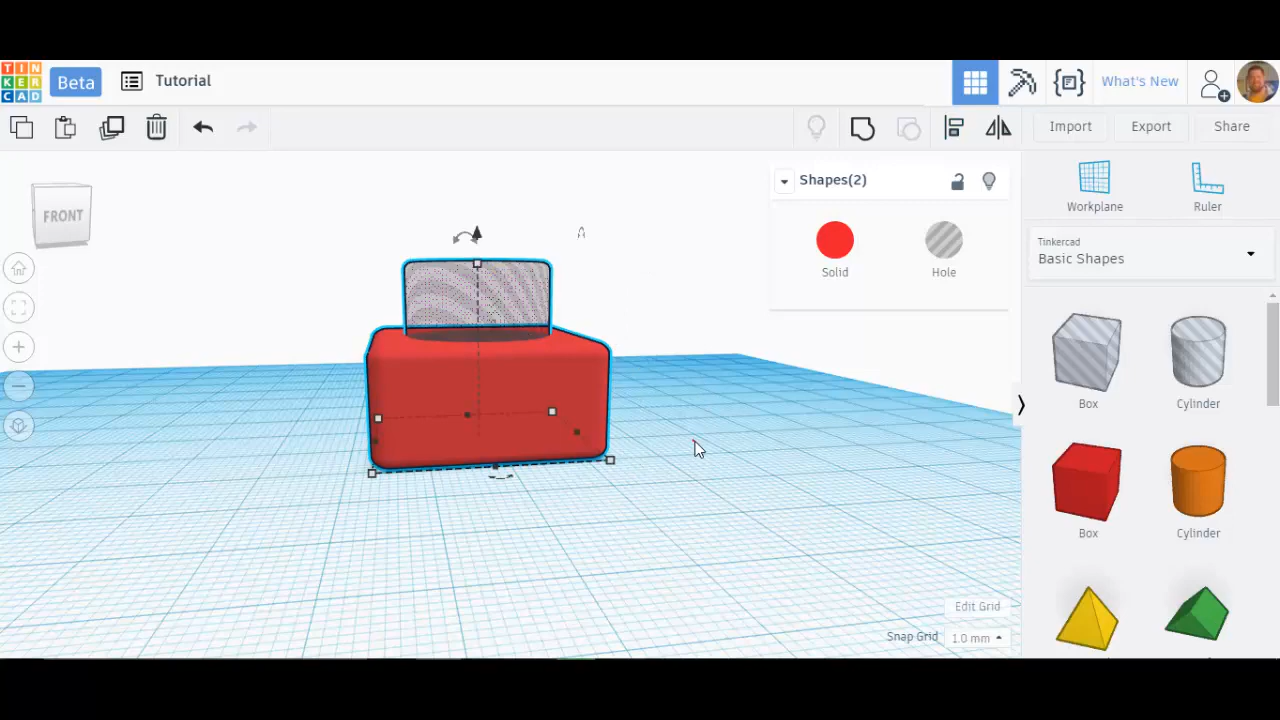 TIN
KER
CAD
Beta
Tutorial
What's New
Import
Export
Share
FRONT
Shapes(2)
Solid
Hole
Workplane
Ruler
Tinkercad
Basic Shapes
Box
Cylinder
Box
Cylinder
Edit Grid
Snap Grid
1.0 mm